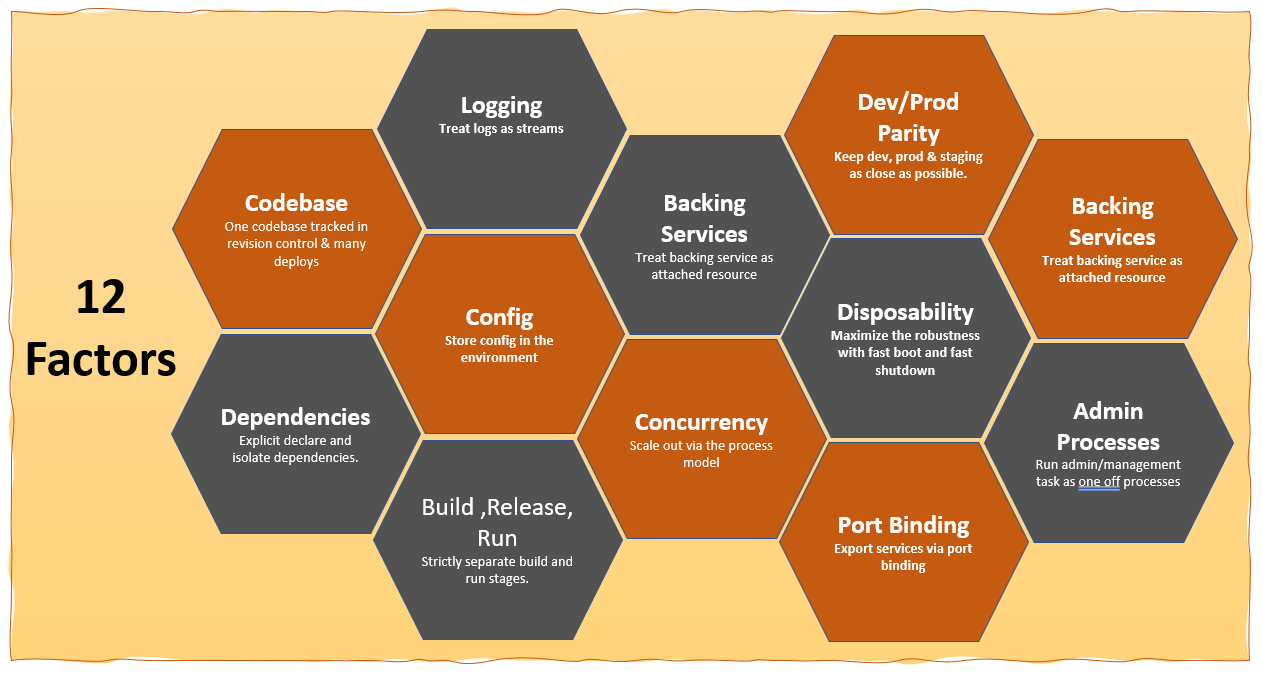 12
Factors
Codebase
One codebase tracked in
revision control & many
deploys
Dependencies
Explicit declare and
isolate dependencies.
Logging
Treat logs as streams
Config
Store config in the
environment
Build ,Release,
Run
Strictly separate build and
run stages.
Backing
Services
Treat backing service as
attached resource
Concurrency
Scale out via the process
model
Dev/Prod
Parity
Keep dev, prod & staging
as close as possible.
Disposability
Maximize the robustness
with fast boot and fast
shutdown
Port Binding
Export services via port
binding
Backing
Services
Treat backing service as
attached resource
Admin
Processes
Run admin/management
task as one off processes